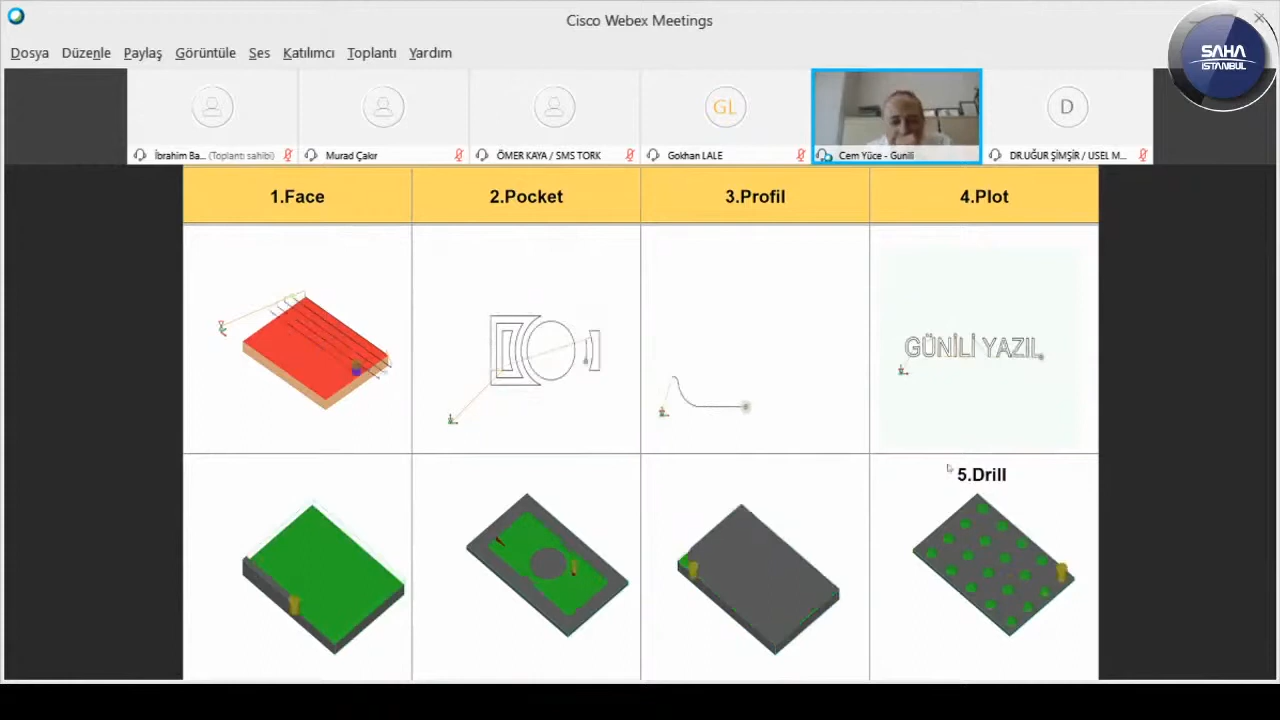 Cisco Webex Meetings
SAHA
İSTANBUL
Dosya Düzenle Paylaş Görüntüle Ses Katılımcı Toplantı Yardım
GL
D
İbrahim Ba... (Toplantı sahibi)
Murad Çakır
ÖMER KAYA / SMS TORK
Gokhan LALE
Cem Yüce - Gunili
DR.UĞUR ŞİMŞİR / USEL M...
1.Face
2.Pocket
3.Profil
4.Plot
GÜNİLİ YAZIL
5.Drill